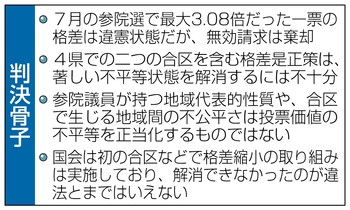 判決骨子
●７月の参院選で最大3.08倍だった一票の
格差は違憲状態だが、無効請求は棄却
●４県での二つの合区を含む格差是正策は、
著しい不平等状態を解消するには不十分
●参院議員が持つ地域代表的性質や、合区
で生じる地域間の不公平さは投票価値の
不平等を正当化するものではない
●国会は初の合区などで格差縮小の取り組み
は実施しており、解消できなかったのが違
法とまではいえない